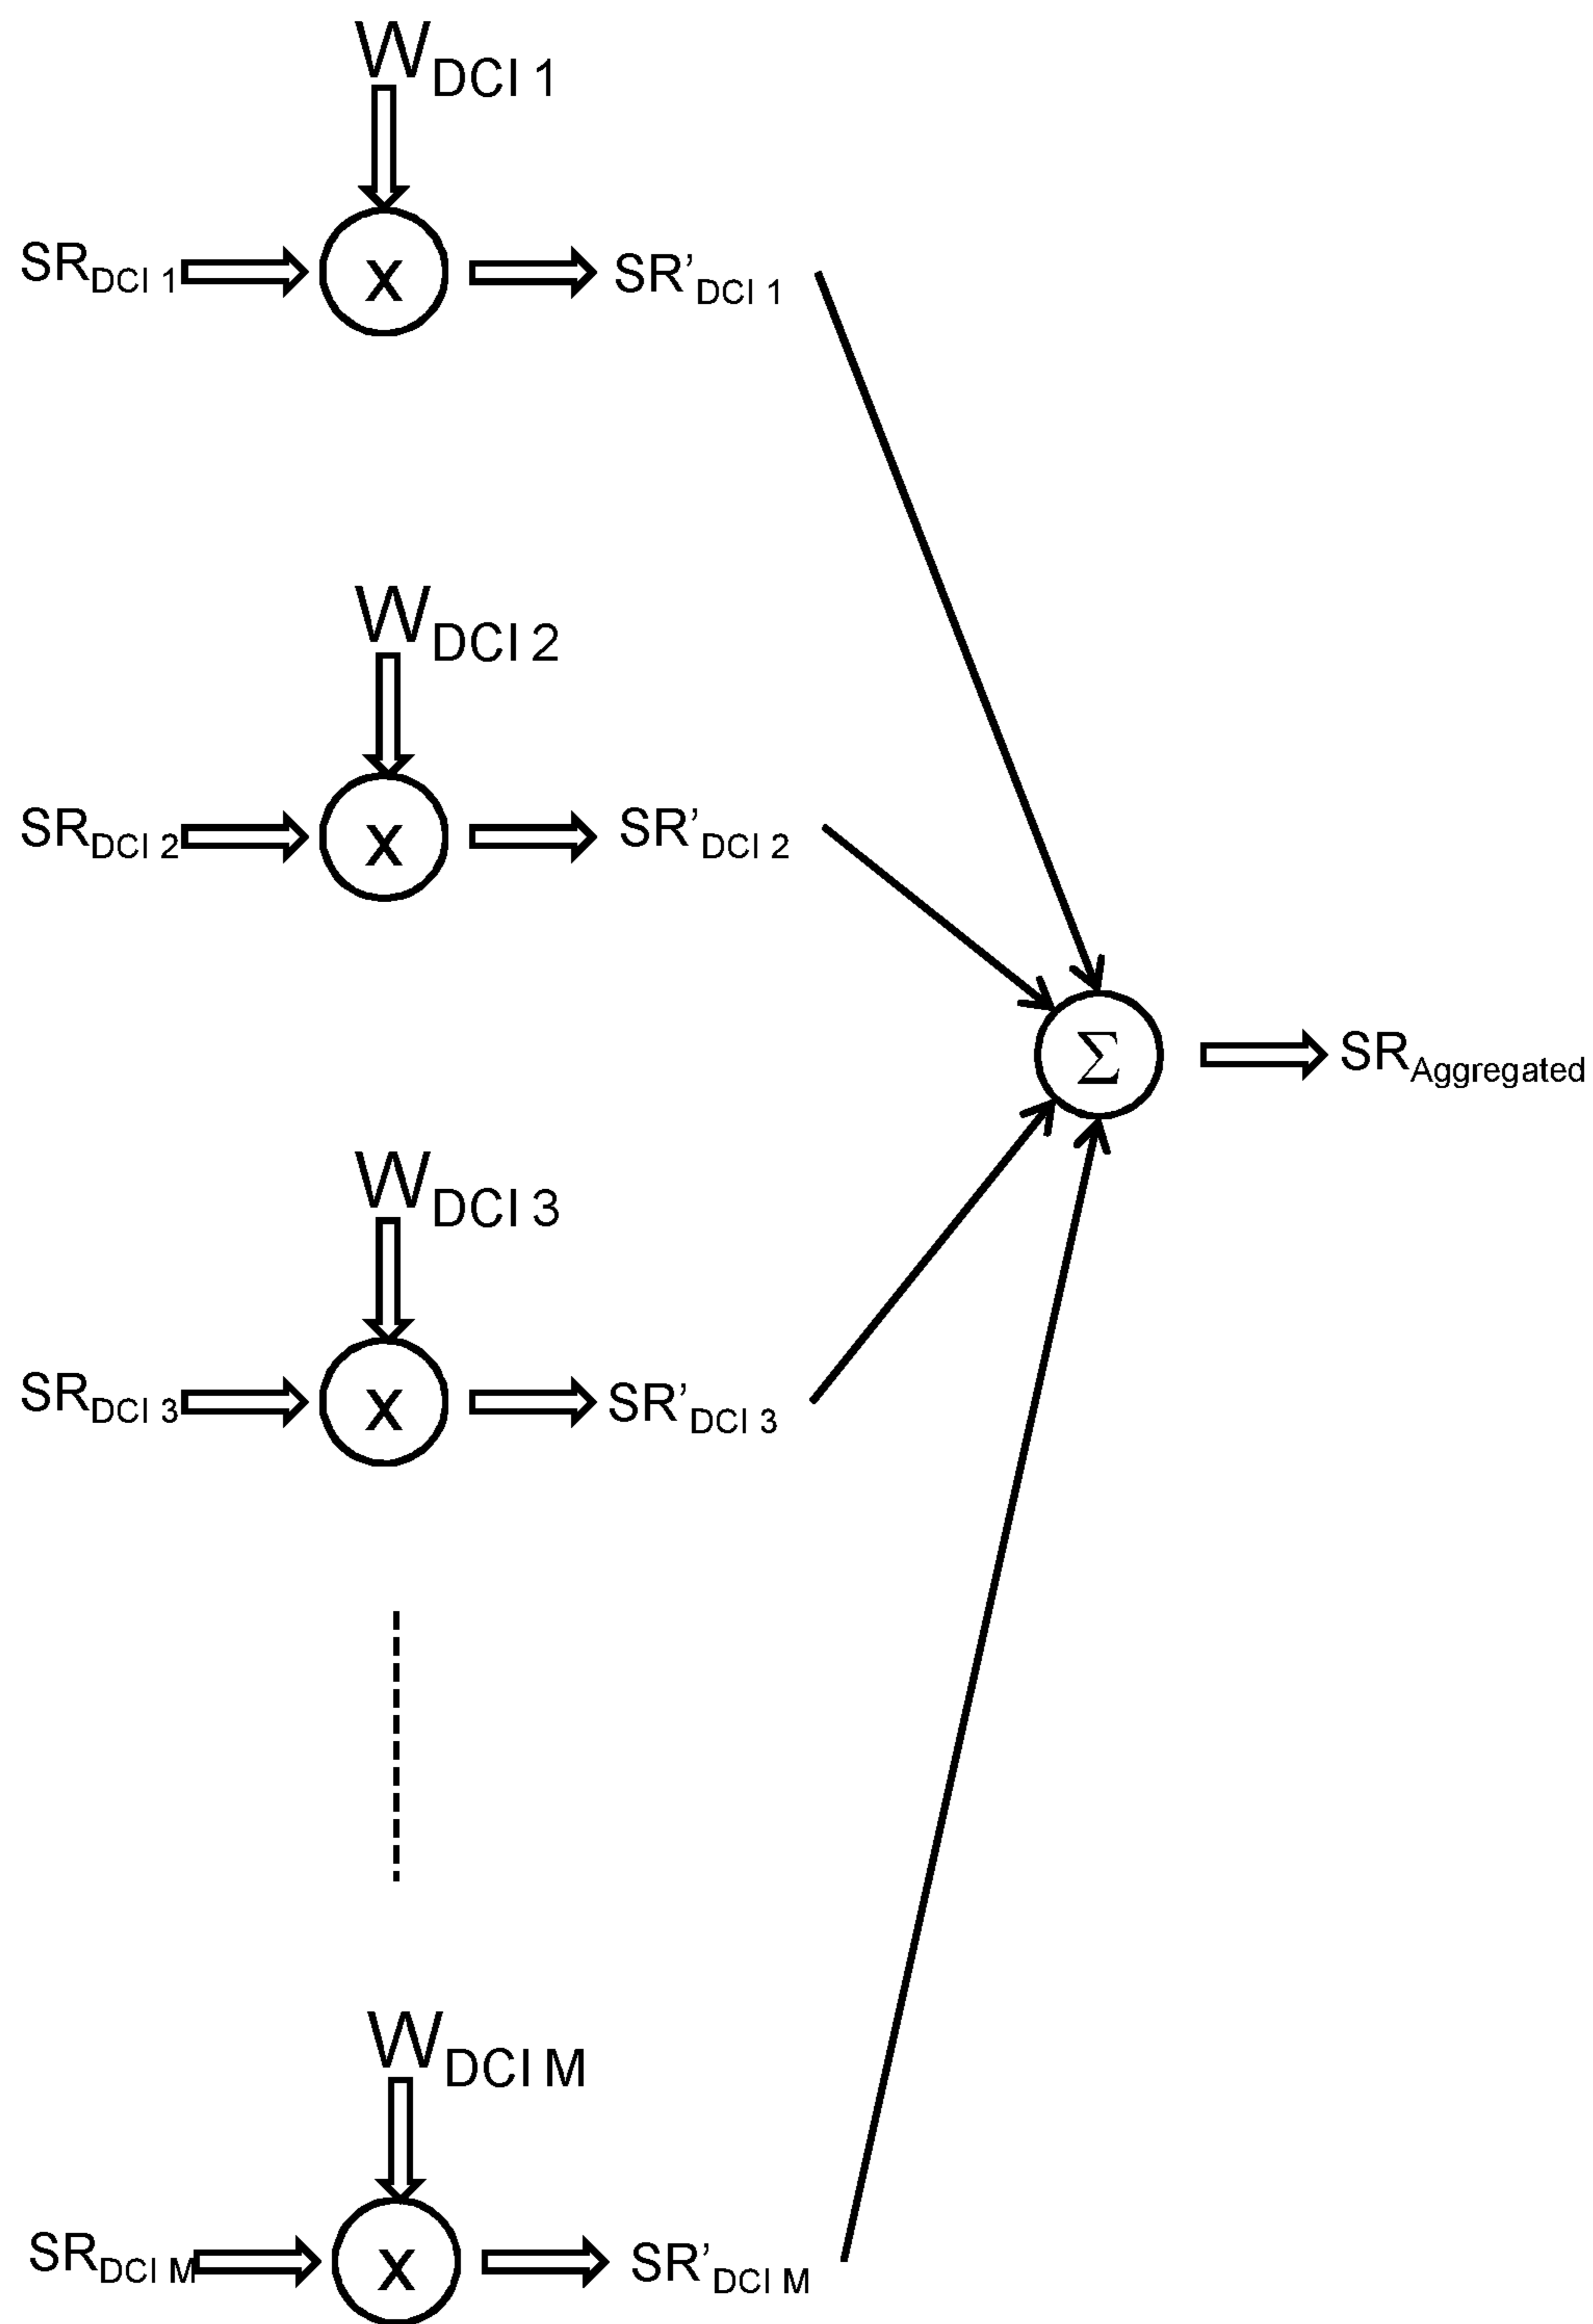 W DCI 1
SR DCI 1 x SR’ DCI 1
W DCI 2
SR DCI 2 x SR’ DCI 2
Σ SR Aggregated
W DCI 3
SR DCI 3 x SR’ DCI 3
W DCI M
SR DCI M x SR’ DCI M